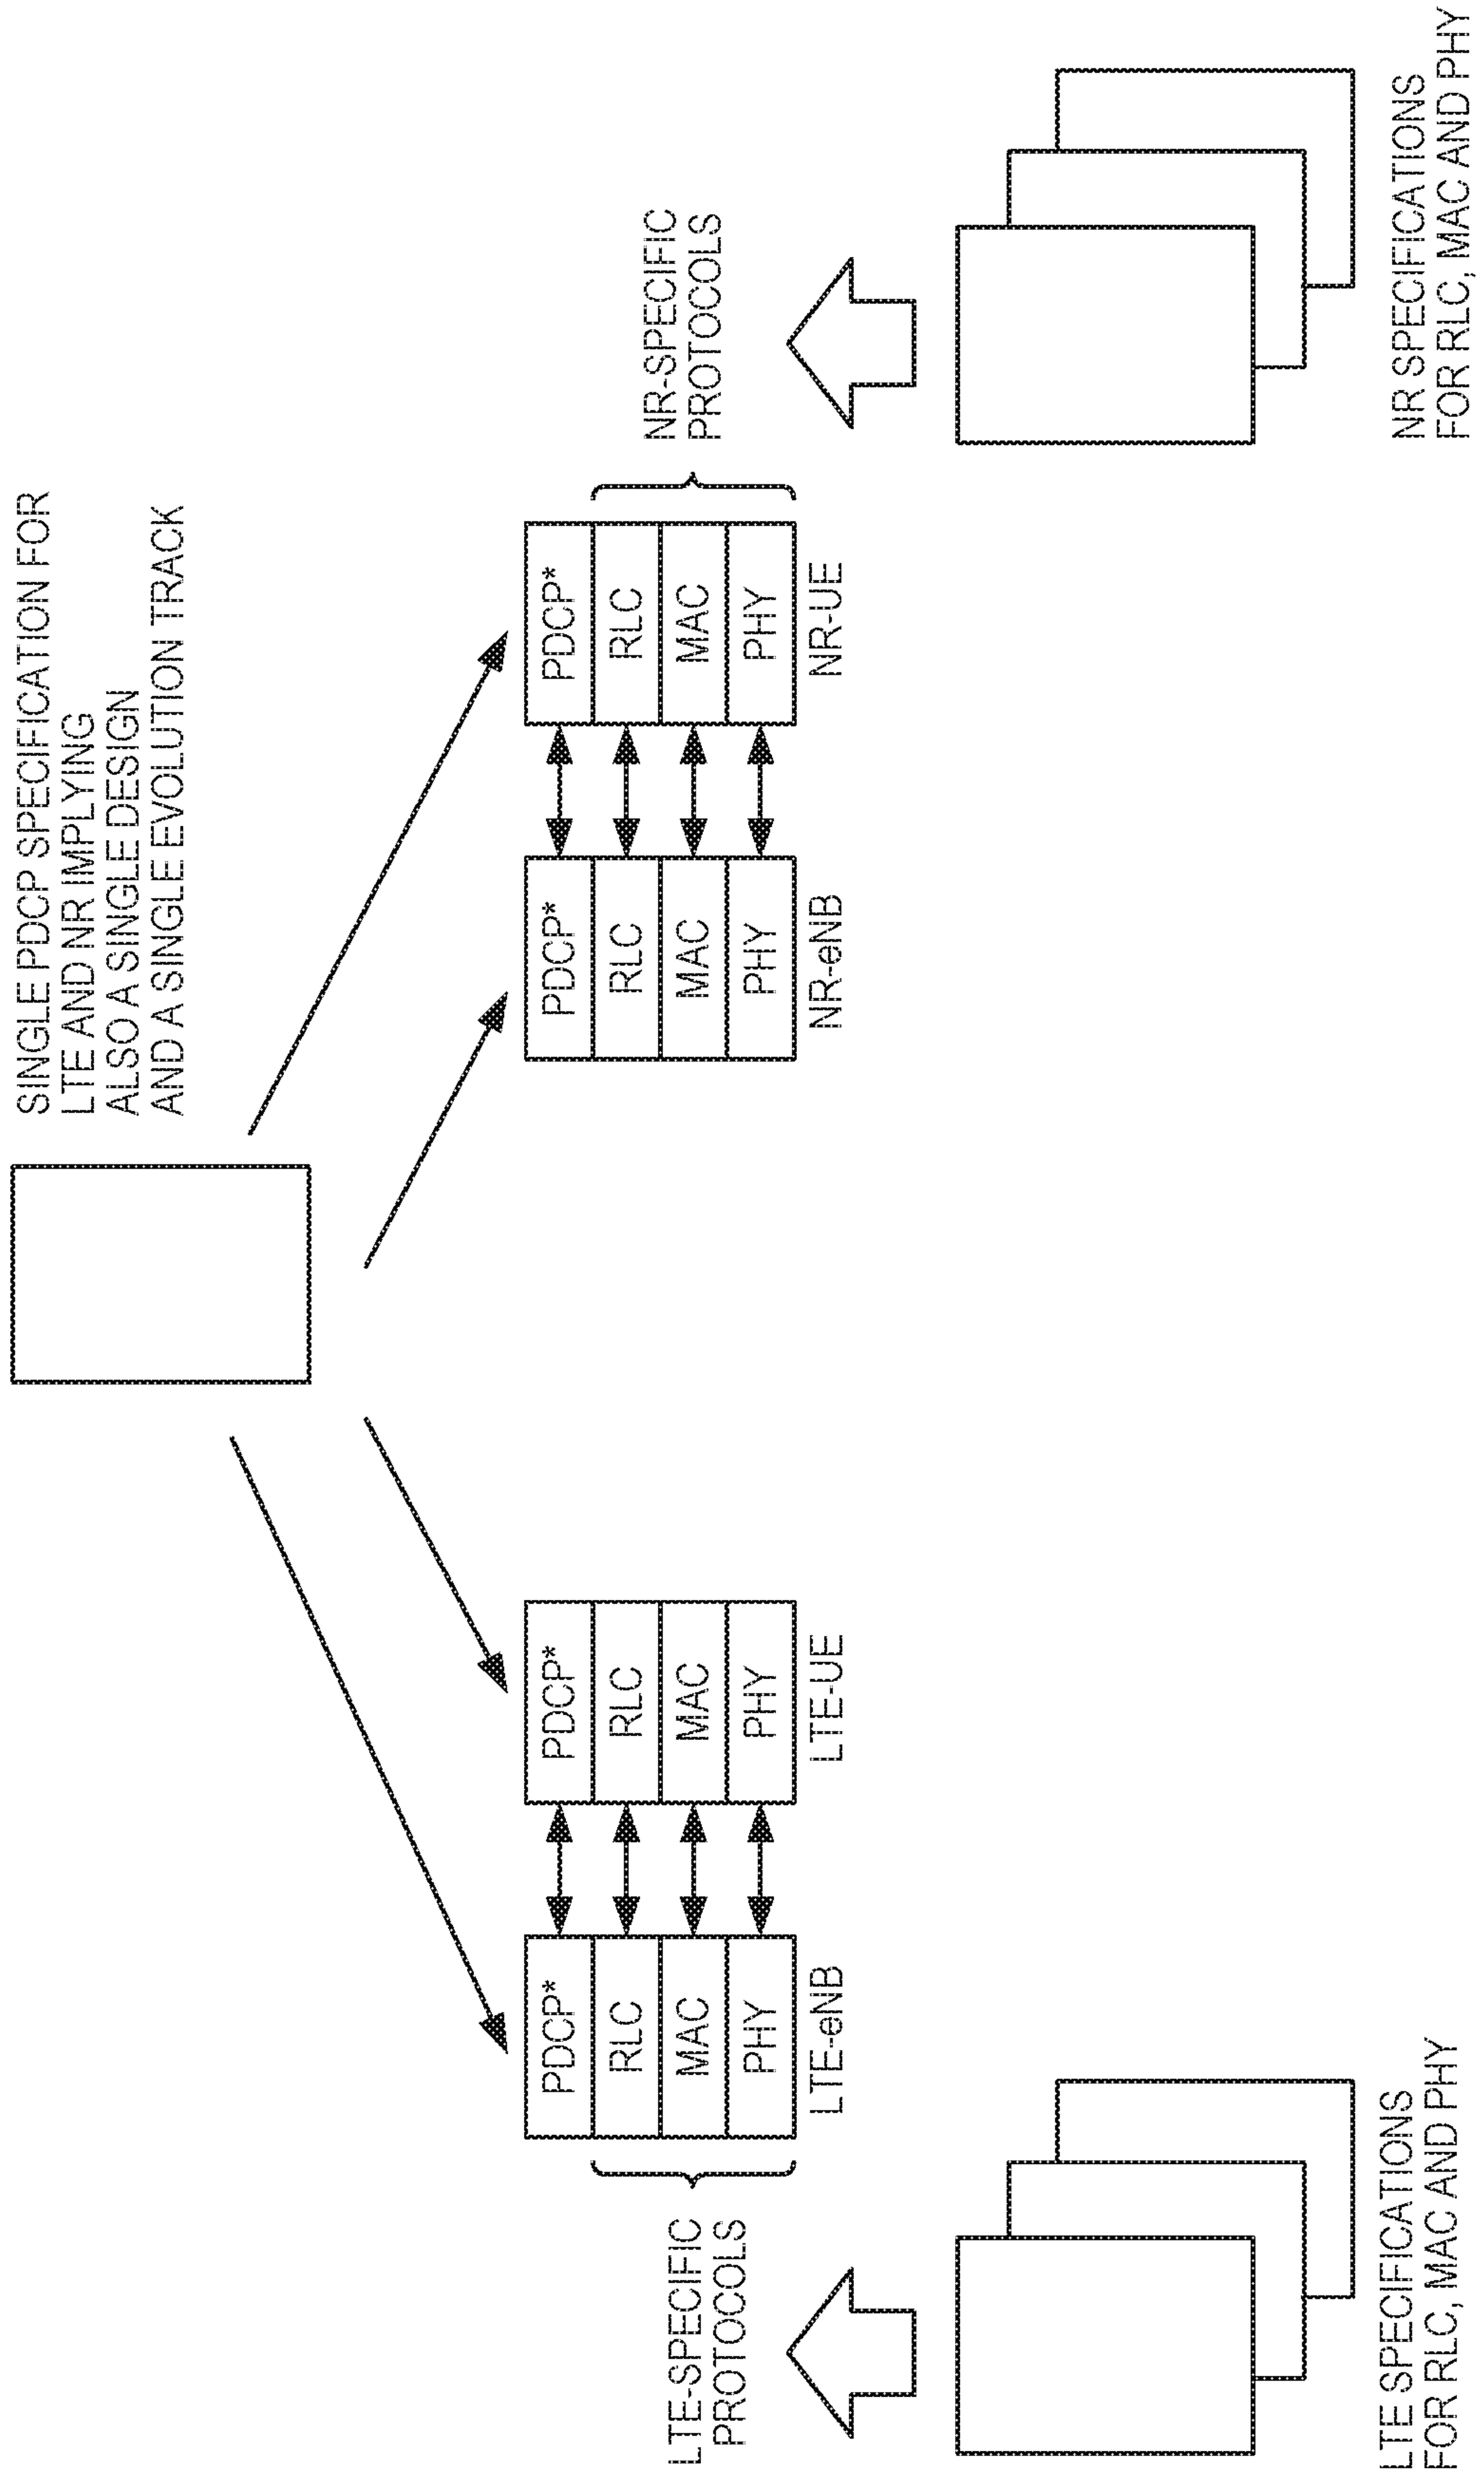 SINGLE PDCP SPECIFICATION FOR
LTE AND NR IMPLYING
ALSO A SINGLE DESIGN
AND A SINGLE EVOLUTION TRACK
LTE-SPECIFIC
PROTOCOLS
PDCP*
RLC
MAC
PHY
LTE-eNB
PDCP*
RLC
MAC
PHY
LTE-UE
PDCP*
RLC
MAC
PHY
NR-eNB
PDCP*
RLC
MAC
PHY
NR-UE
NR-SPECIFIC
PROTOCOLS
LTE SPECIFICATIONS
FOR RLC, MAC AND PHY
NR SPECIFICATIONS
FOR RLC, MAC AND PHY